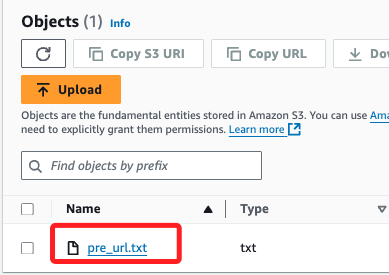 Objects (1) Info
Copy S3 URI Copy URL
Upload
Objects are the fundamental entities stored in Amazon S3. You can use
need to explicitly grant them permissions. Learn more
Find objects by prefix
Name Type
pre_url.txt txt